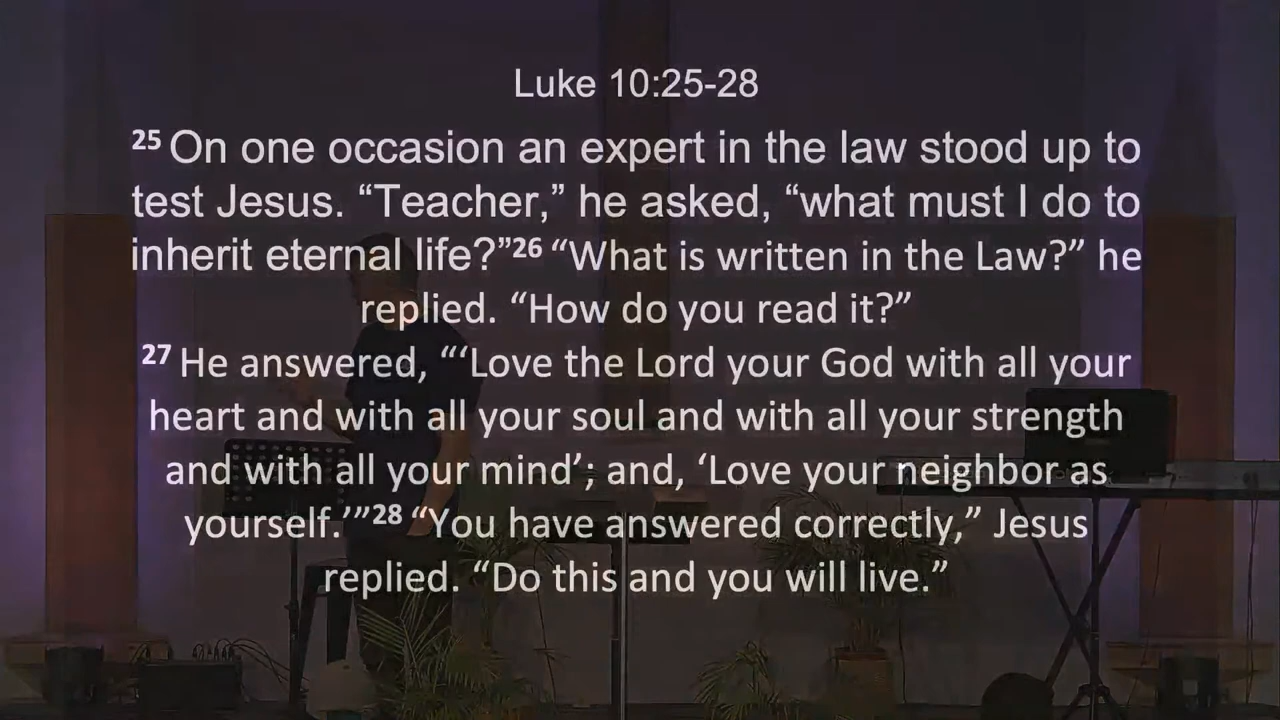 Luke 10:25-28
25 On one occasion an expert in the law stood up to
test Jesus. “Teacher,” he asked, “what must I do to
inherit eternal life?”26 “What is written in the Law?” he
replied. “How do you read it?”
27 He answered, “‘Love the Lord your God with all your
heart and with all your soul and with all your strength
and with all your mind’; and, ‘Love your neighbor as
yourself.’”28 “You have answered correctly,” Jesus
replied. “Do this and you will live.”